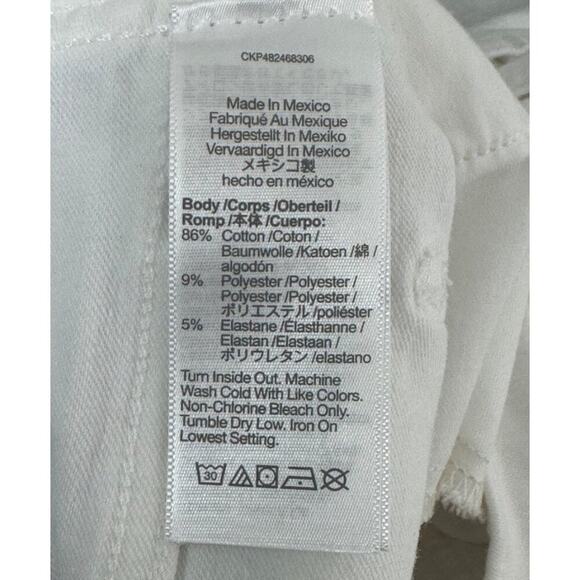 CKP482468306
Made In Mexico
Fabriqué Au Mexique
Hergestellt In Mexiko
Vervaardigd In Mexico
メキシコ製
hecho en méxico
Body /Corps /Oberteil /
Romp /本体 /Cuerpo:
86% Cotton /Coton /
Baumwolle /Katoen /綿 /
algodón
9% Polyester /Polyester /
Polyester /Polyester /
ポリエステル /poliéster
5% Elastane /Élasthanne /
Elastan /Elastaan /
ポリウレタン /elastano
Turn Inside Out. Machine
Wash Cold With Like Colors.
Non-Chlorine Bleach Only.
Tumble Dry Low. Iron On
Lowest Setting.
30